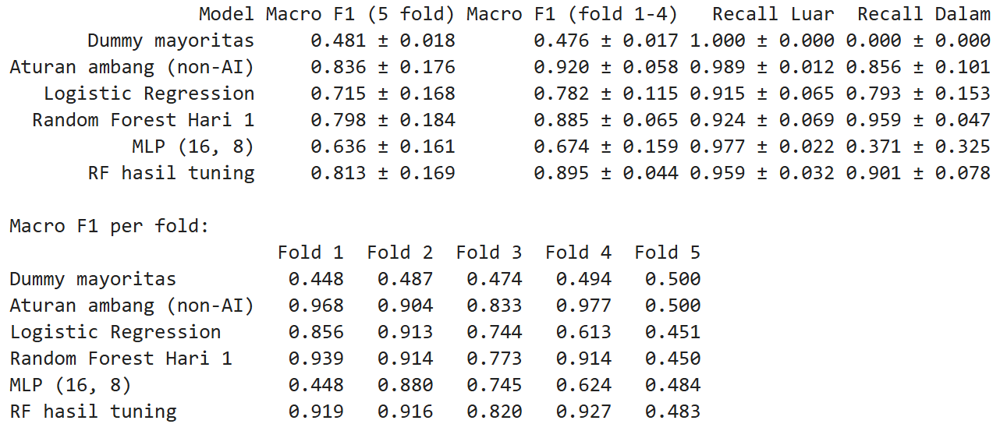 Model Macro F1 (5 fold) Macro F1 (fold 1-4) Recall Luar Recall Dalam
Dummy mayoritas 0.481 ± 0.018 0.476 ± 0.017 1.000 ± 0.000 0.000 ± 0.000
Aturan ambang (non-AI) 0.836 ± 0.176 0.920 ± 0.058 0.989 ± 0.012 0.856 ± 0.101
Logistic Regression 0.715 ± 0.168 0.782 ± 0.115 0.915 ± 0.065 0.793 ± 0.153
Random Forest Hari 1 0.798 ± 0.184 0.885 ± 0.065 0.924 ± 0.069 0.959 ± 0.047
MLP (16, 8) 0.636 ± 0.161 0.674 ± 0.159 0.977 ± 0.022 0.371 ± 0.325
RF hasil tuning 0.813 ± 0.169 0.895 ± 0.044 0.959 ± 0.032 0.901 ± 0.078
Macro F1 per fold:
Fold 1 Fold 2 Fold 3 Fold 4 Fold 5
Dummy mayoritas 0.448 0.487 0.474 0.494 0.500
Aturan ambang (non-AI) 0.968 0.904 0.833 0.977 0.500
Logistic Regression 0.856 0.913 0.744 0.613 0.451
Random Forest Hari 1 0.939 0.914 0.773 0.914 0.450
MLP (16, 8) 0.448 0.880 0.745 0.624 0.484
RF hasil tuning 0.919 0.916 0.820 0.927 0.483